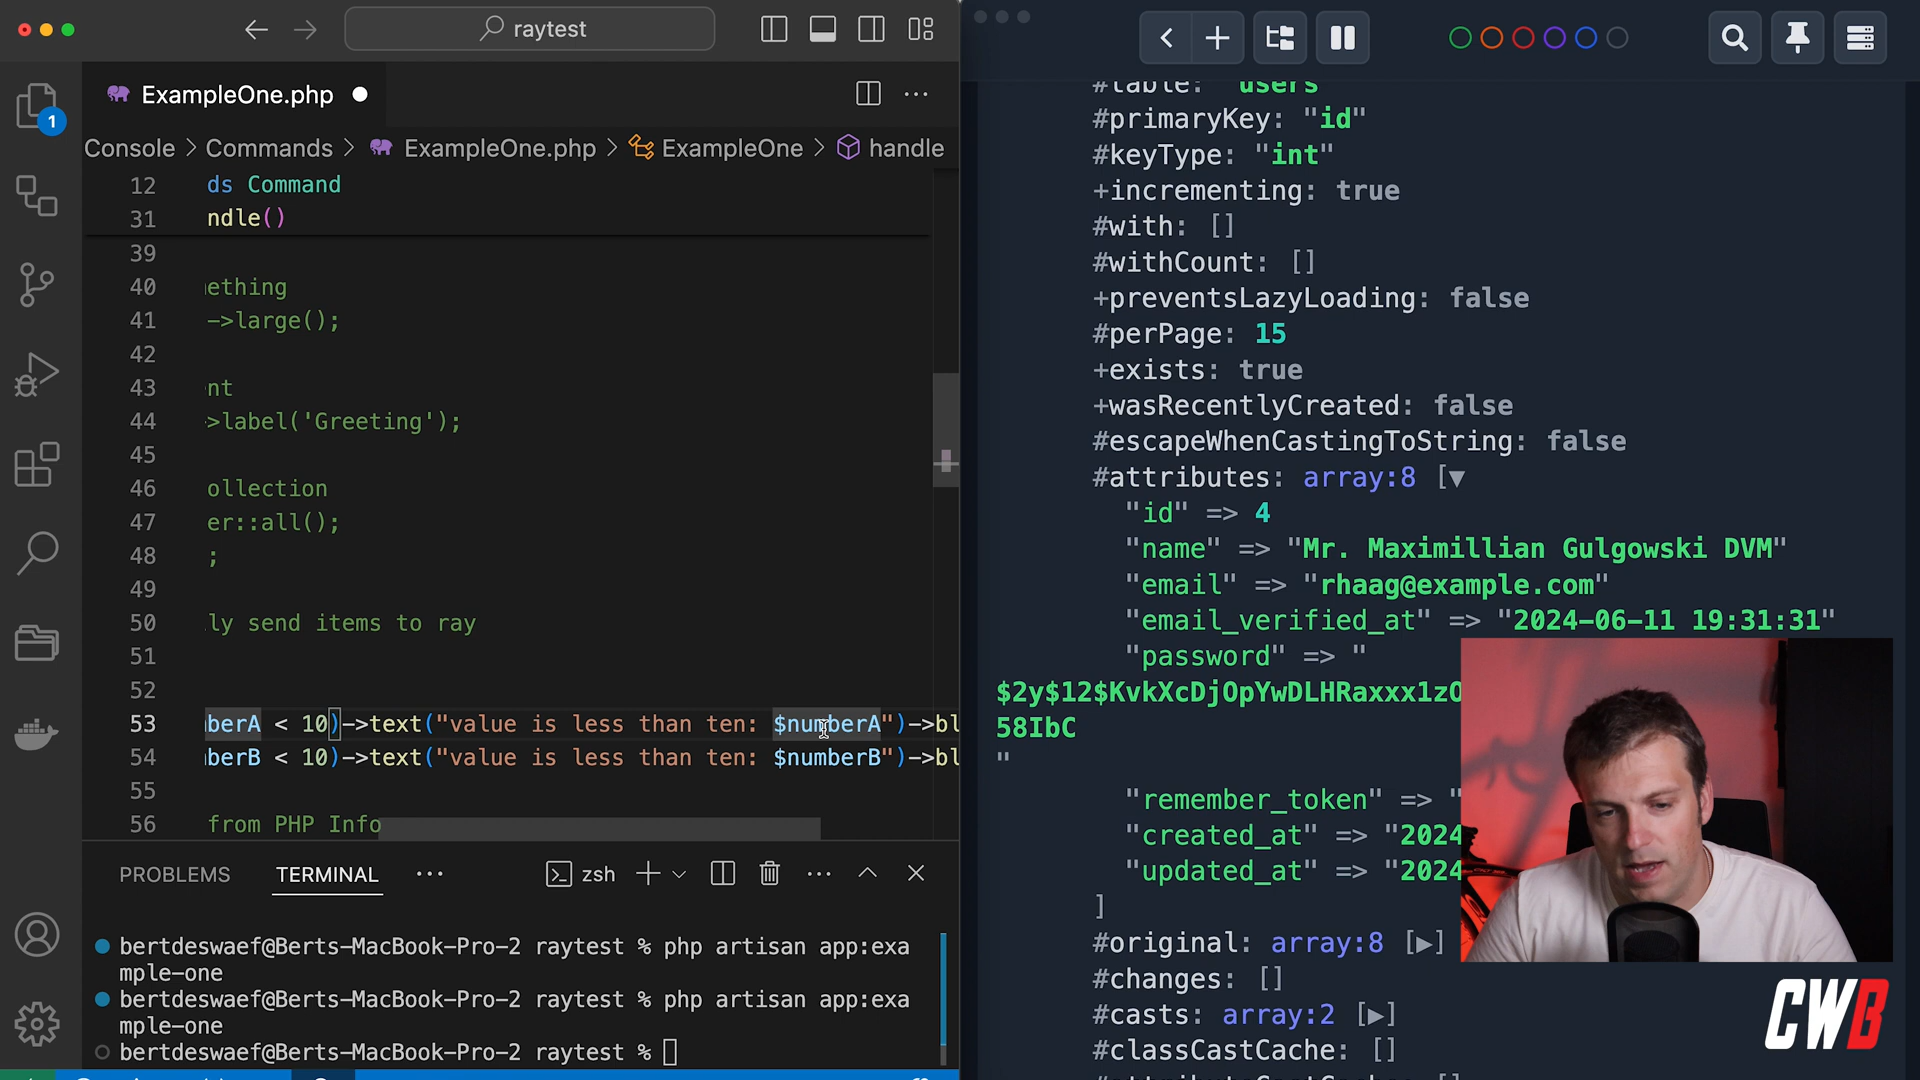 raytest
ExampleOne.php
Console > Commands > ExampleOne.php > ExampleOne > handle
12 ds Command
31 ndle()
39
40 ething
41 ->large();
42
43 nt
44 >label('Greeting');
45
46 ollection
47 er::all();
48 ;
49
50 ly send items to ray
51
52
53 berA < 10)->text("value is less than ten: $numberA")->bl
54 berB < 10)->text("value is less than ten: $numberB")->bl
55
56 from PHP Info
PROBLEMS TERMINAL ··· zsh
bertdeswaef@Berts-MacBook-Pro-2 raytest % php artisan app:exa
mple-one
bertdeswaef@Berts-MacBook-Pro-2 raytest % php artisan app:exa
mple-one
bertdeswaef@Berts-MacBook-Pro-2 raytest %
1
#table: "users
#primaryKey: "id"
#keyType: "int"
+incrementing: true
#with: []
#withCount: []
+preventsLazyLoading: false
#perPage: 15
+exists: true
+wasRecentlyCreated: false
#escapeWhenCastingToString: false
#attributes: array:8 [▼
"id" => 4
"name" => "Mr. Maximillian Gulgowski DVM"
"email" => "rhaag@example.com"
"email_verified_at" => "2024-06-11 19:31:31"
"password" => "
$2y$12$KvkXcDjOpYwDLHRaxxx1z
58IbC
"
"remember_token" => "
"created_at" => "2024
"updated_at" => "2024
]
#original: array:8 [▶]
#changes: []
#casts: array:2 [▶]
#classCastCache: []
CWB